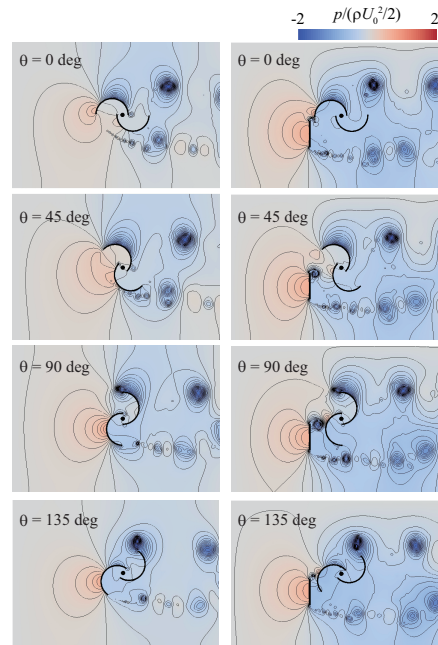 p/(ρU₀²/2)
-2 2
θ = 0 deg θ = 0 deg
θ = 45 deg θ = 45 deg
θ = 90 deg θ = 90 deg
θ = 135 deg θ = 135 deg